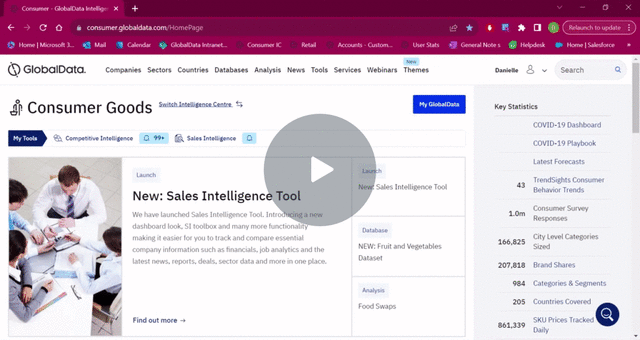 Consumer - GlobalData Intellige
consumer.globaldata.com/HomePage
Relaunch to update
Home | Microsoft 3...
Mail
Calendar
GlobalData Intranet...
Consumer IC
Retail
Accounts - Custom...
User Stats
General Note s
Helpdesk
Home | Salesforce
GlobalData.
Companies Sectors Countries Databases Analysis News Tools Services Webinars Themes
New
Danielle
Search
Consumer Goods
Switch Intelligence Centre
My GlobalData
My Tools
Competitive Intelligence
99+
Sales Intelligence
Launch
New: Sales Intelligence Tool
We have launched Sales Intelligence Tool. Introducing a new
dashboard look, SI toolbox and many more functionality
making it easier for you to track and compare essential
company information such as financials, job analytics and the
latest news, reports, deals, sector data and more in one place.
Find out more →
Launch
New: Sales Intelligence Tool
Database
NEW: Fruit and Vegetables
Dataset
Analysis
Food Swaps
Key Statistics
COVID-19 Dashboard
COVID-19 Playbook
Latest Forecasts
43 TrendSights Consumer
Behavior Trends
1.0m Consumer Survey
Responses
166,825 City Level Categories
Sized
207,818 Brand Shares
984 Categories & Segments
205 Countries Covered
861,339 SKU Prices Tracked
Daily